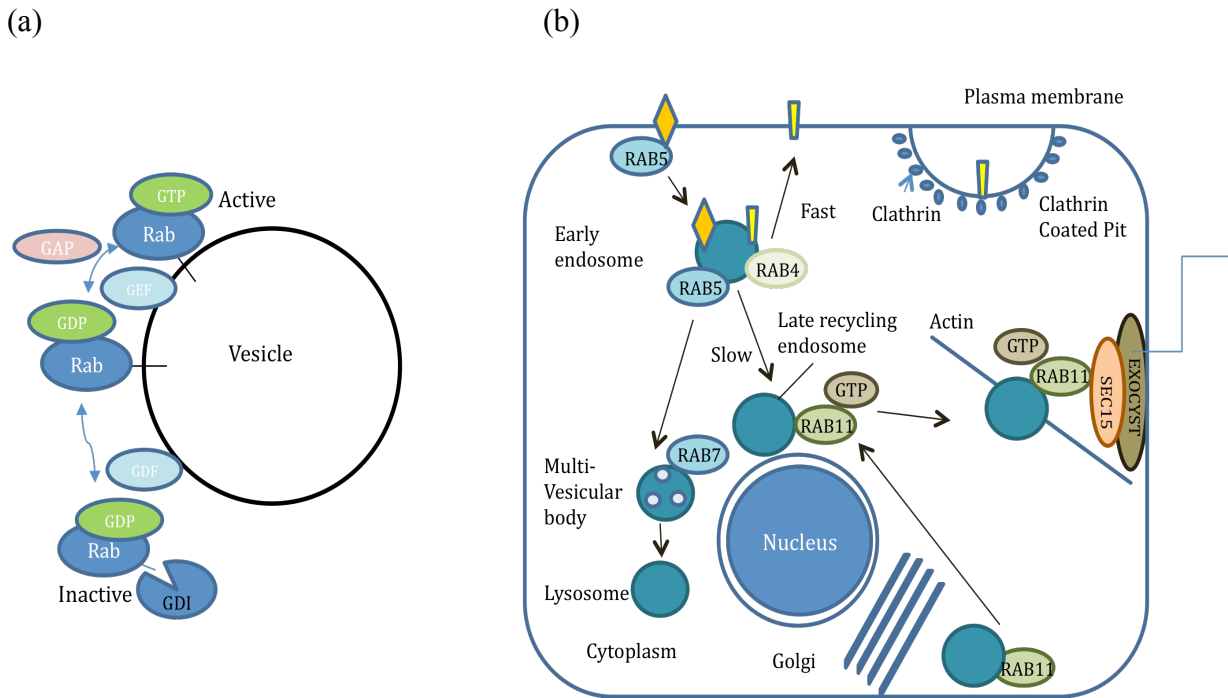 (a)
(b)
GTP
Active
Rab
GAP
GEF
GDP
Rab
Vesicle
GDF
GDP
Rab
Inactive
GDI
Plasma membrane
RAB5
Fast
Clathrin
Clathrin
Coated Pit
Early
endosome
RAB4
RAB5
Slow
Late recycling
endosome
Actin
GTP
RAB11
SEC15
EXOCYST
GTP
RAB11
RAB7
Multi-
Vesicular
body
Nucleus
Lysosome
Cytoplasm
Golgi
RAB11